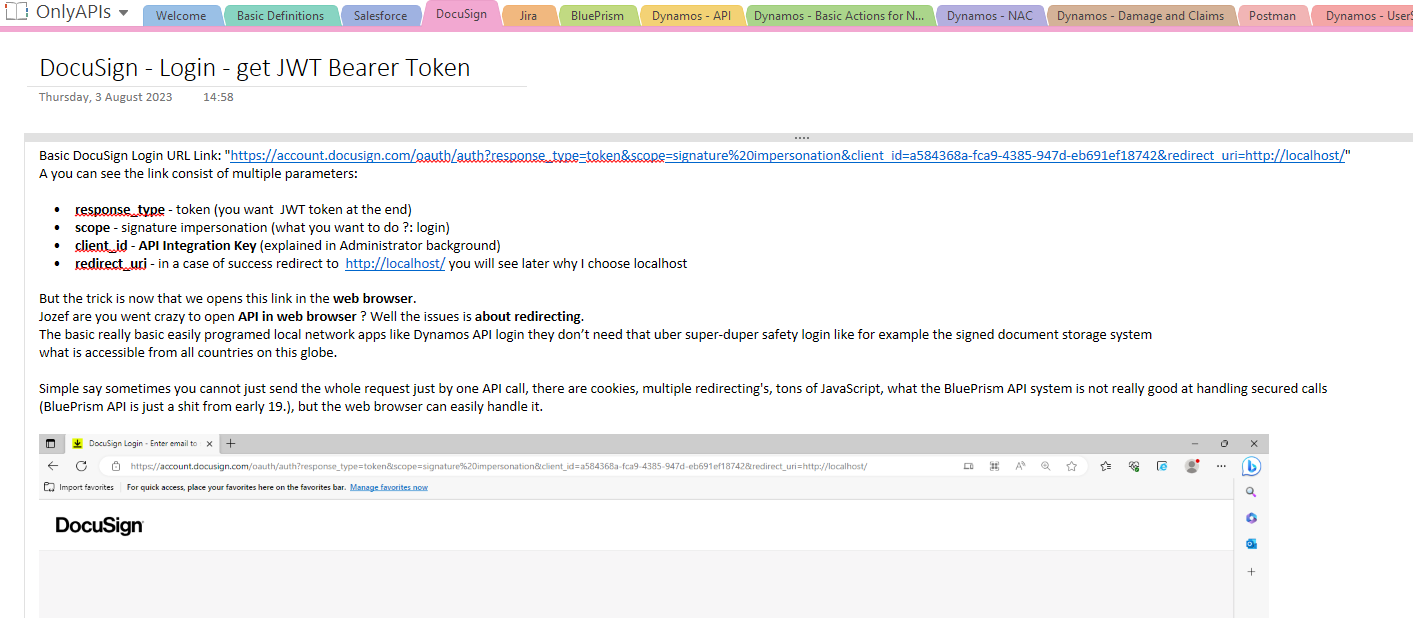 OnlyAPIs
Welcome
Basic Definitions
Salesforce
DocuSign
Jira
BluePrism
Dynamos - API
Dynamos - Basic Actions for N...
Dynamos - NAC
Dynamos - Damage and Claims
Postman
Dynamos - UserS
DocuSign - Login - get JWT Bearer Token
Thursday, 3 August 2023 14:58
Basic DocuSign Login URL Link: "https://account.docusign.com/oauth/auth?response_type=token&scope=signature%20impersonation&client_id=a584368a-fca9-4385-947d-eb691ef18742&redirect_uri=http://localhost/"
A you can see the link consist of multiple parameters:
• response_type - token (you want JWT token at the end)
• scope - signature impersonation (what you want to do ?: login)
• client_id - API Integration Key (explained in Administrator background)
• redirect_uri - in a case of success redirect to http://localhost/ you will see later why I choose localhost
But the trick is now that we opens this link in the web browser.
Jozef are you went crazy to open API in web browser ? Well the issues is about redirecting.
The basic really basic easily programed local network apps like Dynamos API login they don't need that uber super-duper safety login like for example the signed document storage system
what is accessible from all countries on this globe.
Simple say sometimes you cannot just send the whole request just by one API call, there are cookies, multiple redirecting's, tons of JavaScript, what the BluePrism API system is not really good at handling secured calls
(BluePrism API is just a shit from early 19.), but the web browser can easily handle it.
DocuSign Login - Enter email to
https://account.docusign.com/oauth/auth?response_type=token&scope=signature%20impersonation&client_id=a584368a-fca9-4385-947d-eb691ef18742&redirect_uri=http://localhost/
Import favorites For quick access, place your favorites here on the favorites bar. Manage favorites now
DocuSign